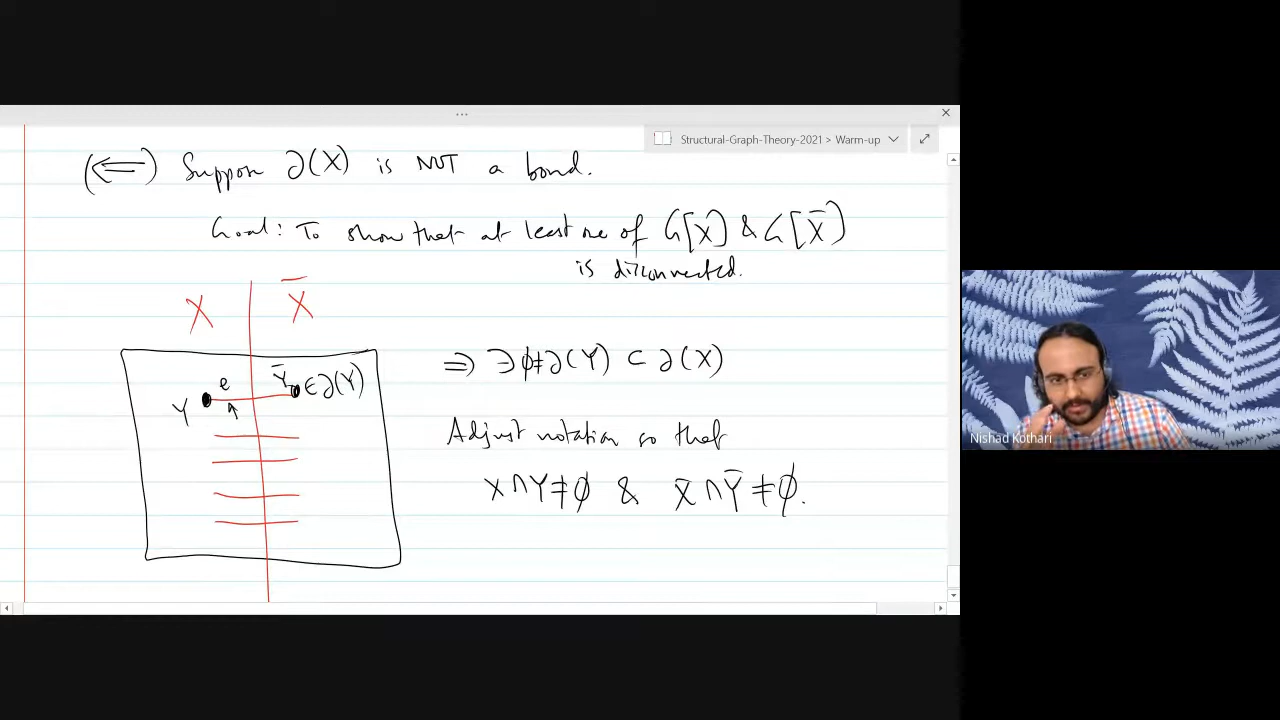 Structural-Graph-Theory-2021 > Warm-up
(⇐) Suppose ∂(X) is NOT a bond.
Goal: To show that at least one of G[X] & G[X̄]
is disconnected.
X X̄
⇒ ∃ ∅≠∂(Y) ⊂ ∂(X)
e Ȳ ∈ ∂(Y)
Y
Adjust notation so that
X∩Y≠∅ & X̄∩Ȳ≠∅.
Nishad Kothari